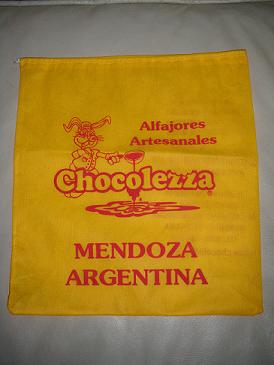 Alfajores
Artesanales
Chocolezza®
MENDOZA
ARGENTINA